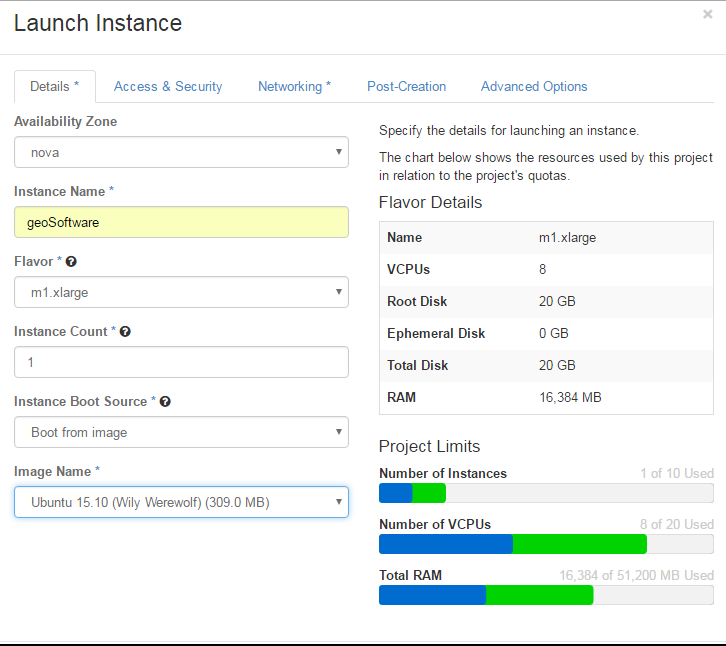 Launch Instance
×
Details *
Access & Security
Networking *
Post-Creation
Advanced Options
Availability Zone
nova
Instance Name *
geoSoftware
Flavor *
m1.xlarge
Instance Count *
1
Instance Boot Source *
Boot from image
Image Name *
Ubuntu 15.10 (Wily Werewolf) (309.0 MB)
Specify the details for launching an instance.
The chart below shows the resources used by this project
in relation to the project's quotas.
Flavor Details
Name m1.xlarge
VCPUs 8
Root Disk 20 GB
Ephemeral Disk 0 GB
Total Disk 20 GB
RAM 16,384 MB
Project Limits
Number of Instances 1 of 10 Used
Number of VCPUs 8 of 20 Used
Total RAM 16,384 of 51,200 MB Used